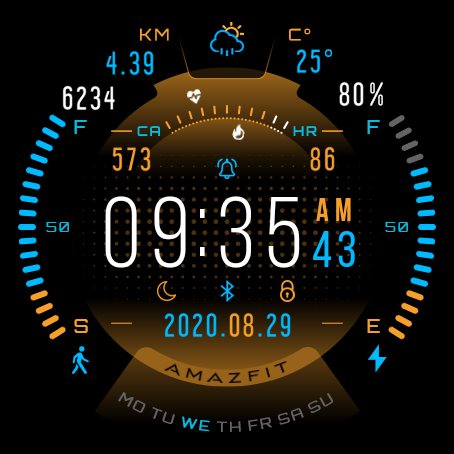 KM C°
4.39 25°
6234 80%
F CA HR F
573 86
50 09:35 AM 43 50
S 2020.08.29 E
AMAZFIT
MO TU WE TH FR SA SU